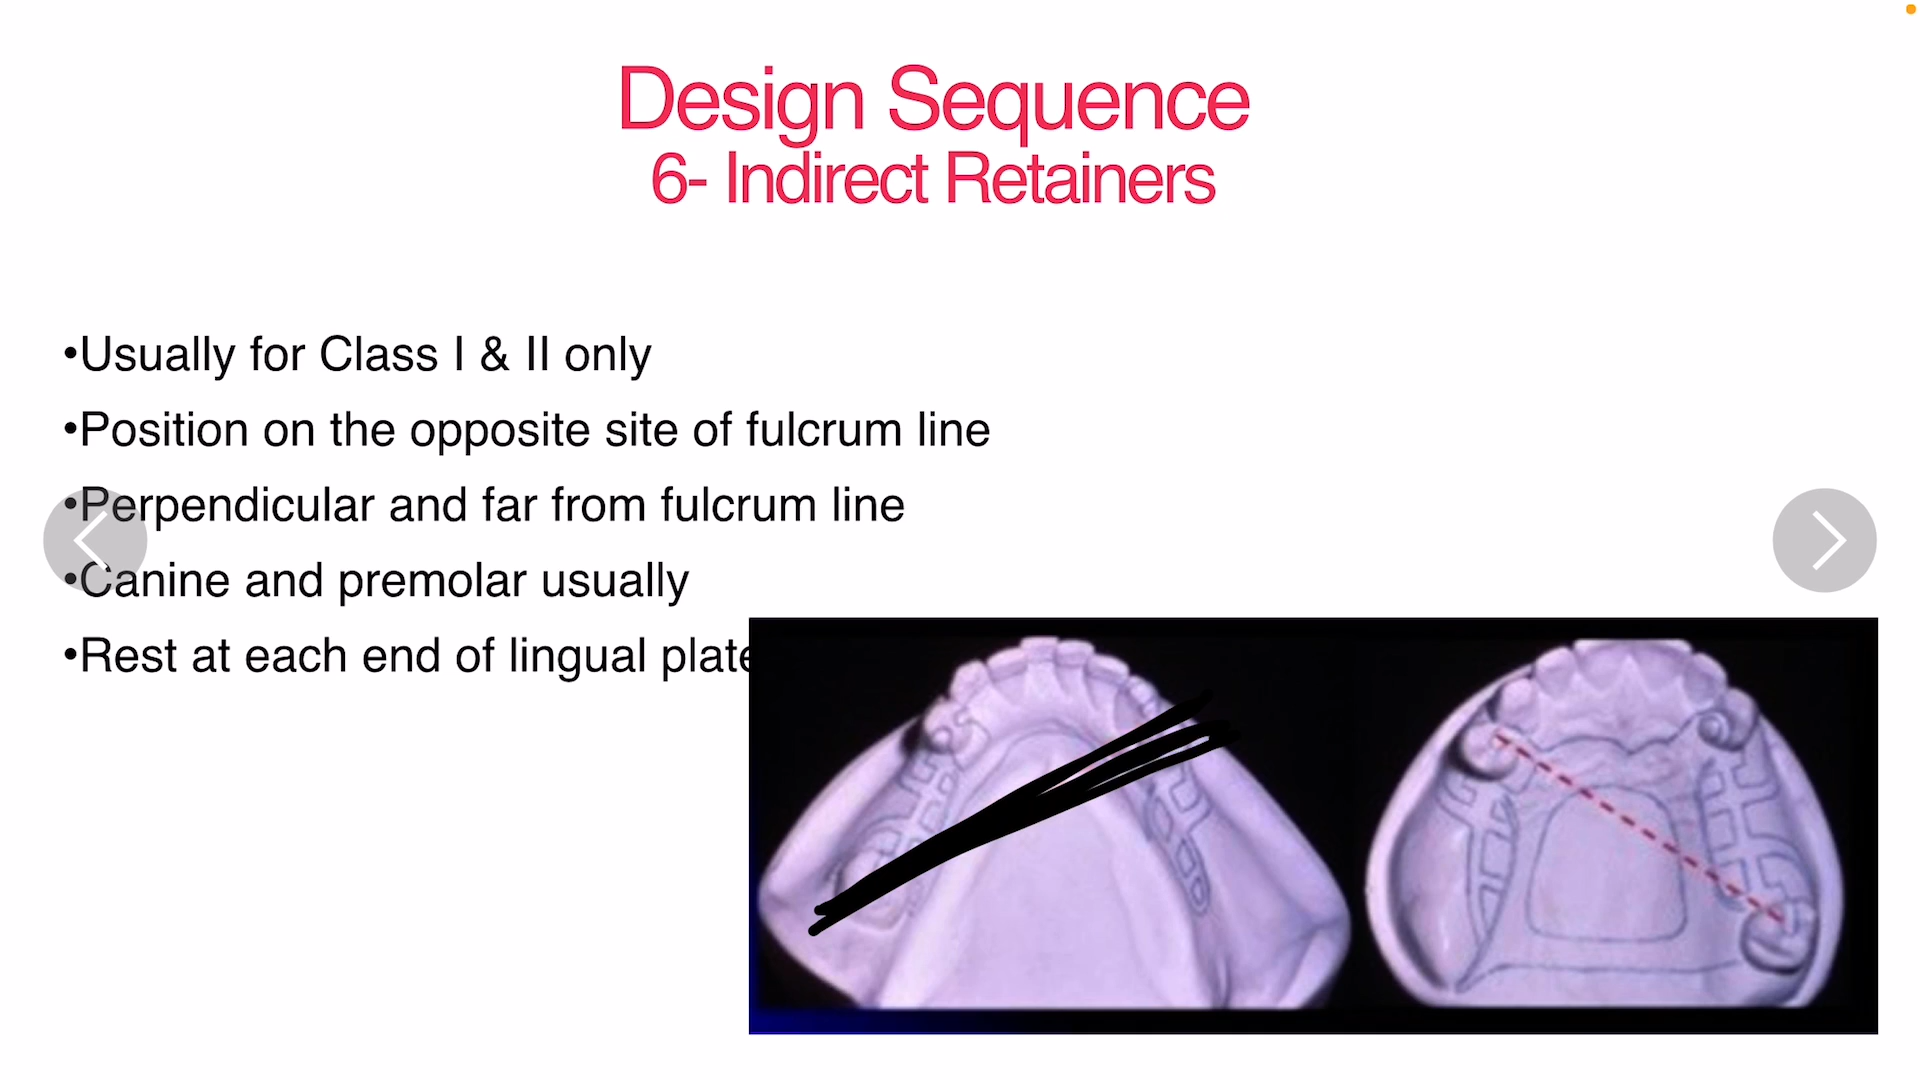 Design Sequence
6- Indirect Retainers
•Usually for Class I & II only
•Position on the opposite site of fulcrum line
•Perpendicular and far from fulcrum line
•Canine and premolar usually
•Rest at each end of lingual plate